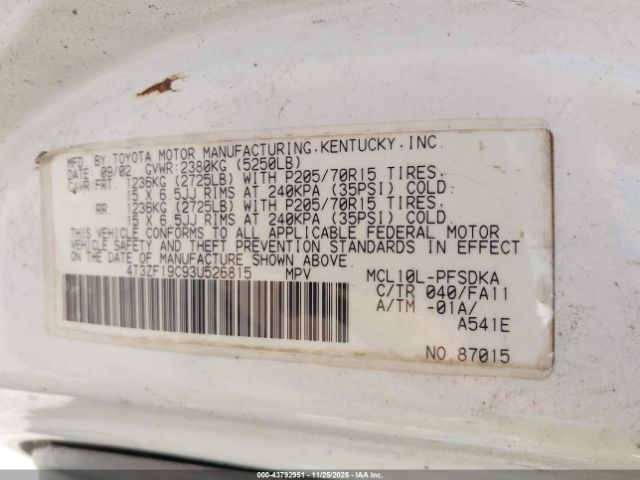 MFD. BY: TOYOTA MOTOR MANUFACTURING, KENTUCKY, INC.
DATE: 09/02 GVWR: 2380KG (5250LB)
GAWR FRT. 1236KG (2725LB) WITH P205/70R15 TIRES,
15 X 6.5JJ RIMS AT 240KPA (35PSI) COLD.
RR. 1236KG (2725LB) WITH P205/70R15 TIRES,
15 X 6.5JJ RIMS AT 240KPA (35PSI) COLD.
THIS VEHICLE CONFORMS TO ALL APPLICABLE FEDERAL MOTOR
VEHICLE SAFETY AND THEFT PREVENTION STANDARDS IN EFFECT
ON THE DATE OF MANUFACTURE SHOWN ABOVE.
4T3ZF19C93U526815 MPV
MCL10L-PFSDKA
C/TR 040/FA11
A/TM -01A/
A541E
NO. 87015
000-43792951 - 11/25/2025 - IAA Inc.